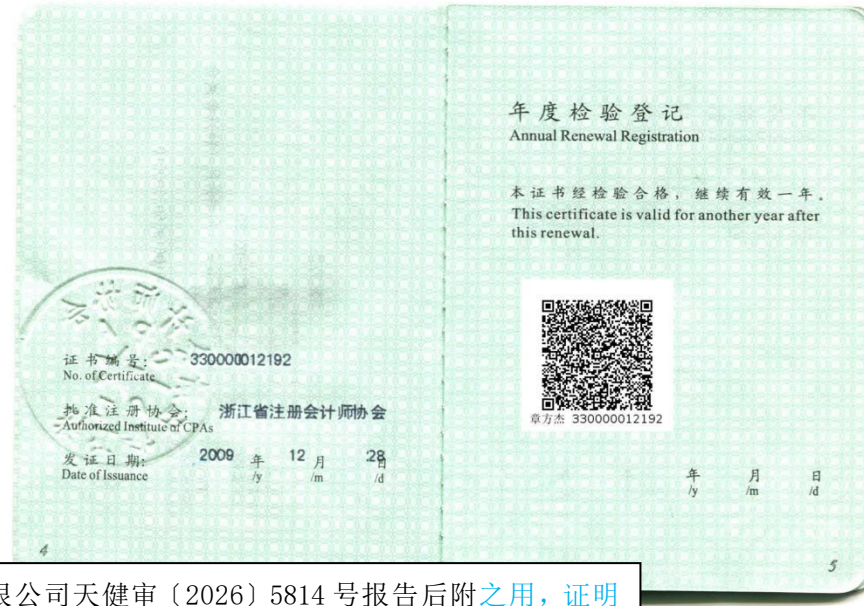 证书编号: 330000012192
No. of Certificate
批准注册协会: 浙江省注册会计师协会
Authorized Institute of CPAs
发证日期: 2009 年 12 月 28 日
Date of Issuance /y /m /d
4
年度检验登记
Annual Renewal Registration
本证书经检验合格，继续有效一年。
This certificate is valid for another year after
this renewal.
章方杰 330000012192
年 月 日
/y /m /d
5
限公司天健审〔2026〕5814 号报告后附之用，证明